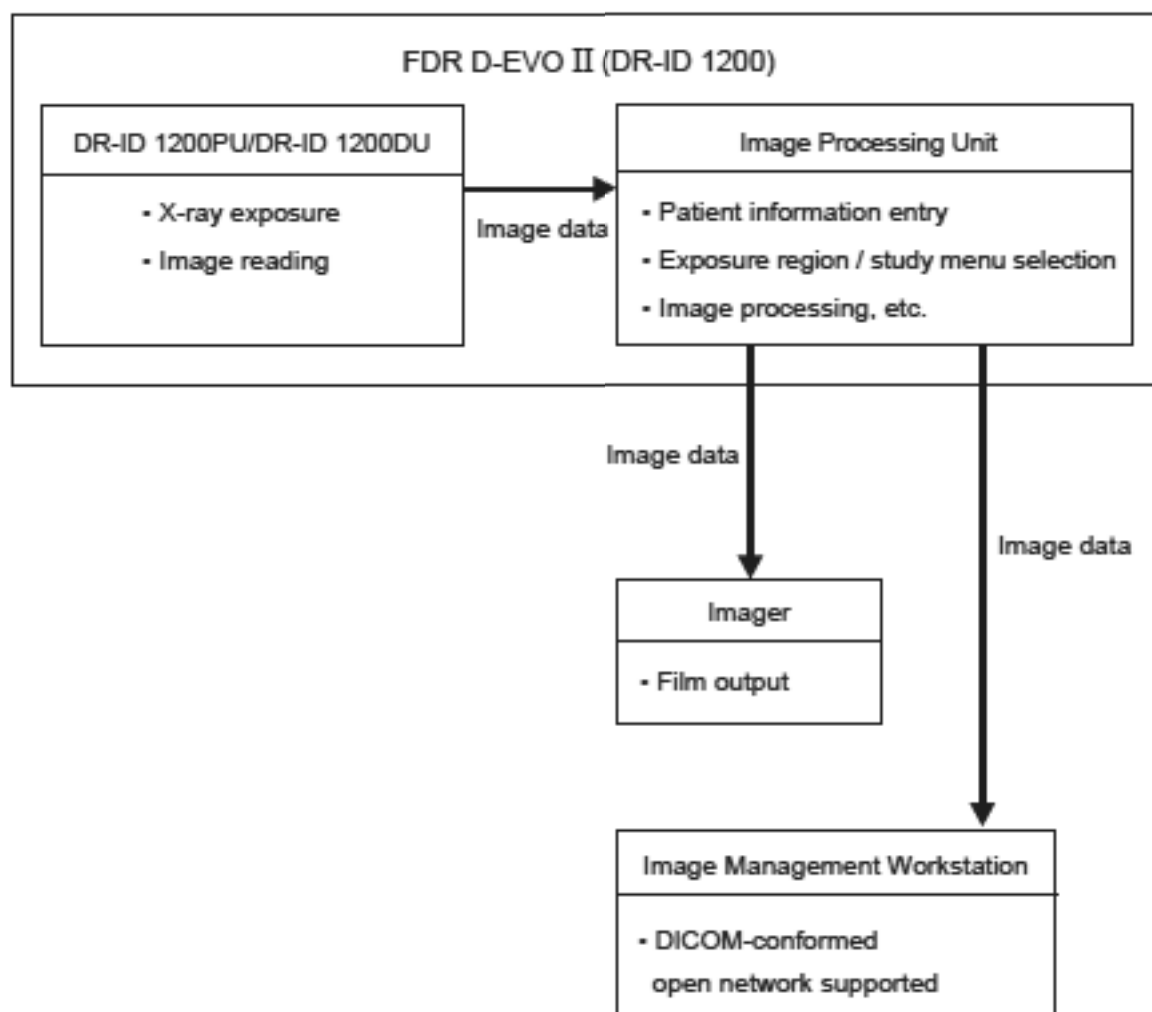 FDR D-EVO II (DR-ID 1200)
DR-ID 1200PU/DR-ID 1200DU
▪ X-ray exposure
▪ Image reading
Image data
Image Processing Unit
▪ Patient information entry
▪ Exposure region / study menu selection
▪ Image processing, etc.
Image data
Image data
Imager
▪ Film output
Image Management Workstation
▪ DICOM-conformed
open network supported